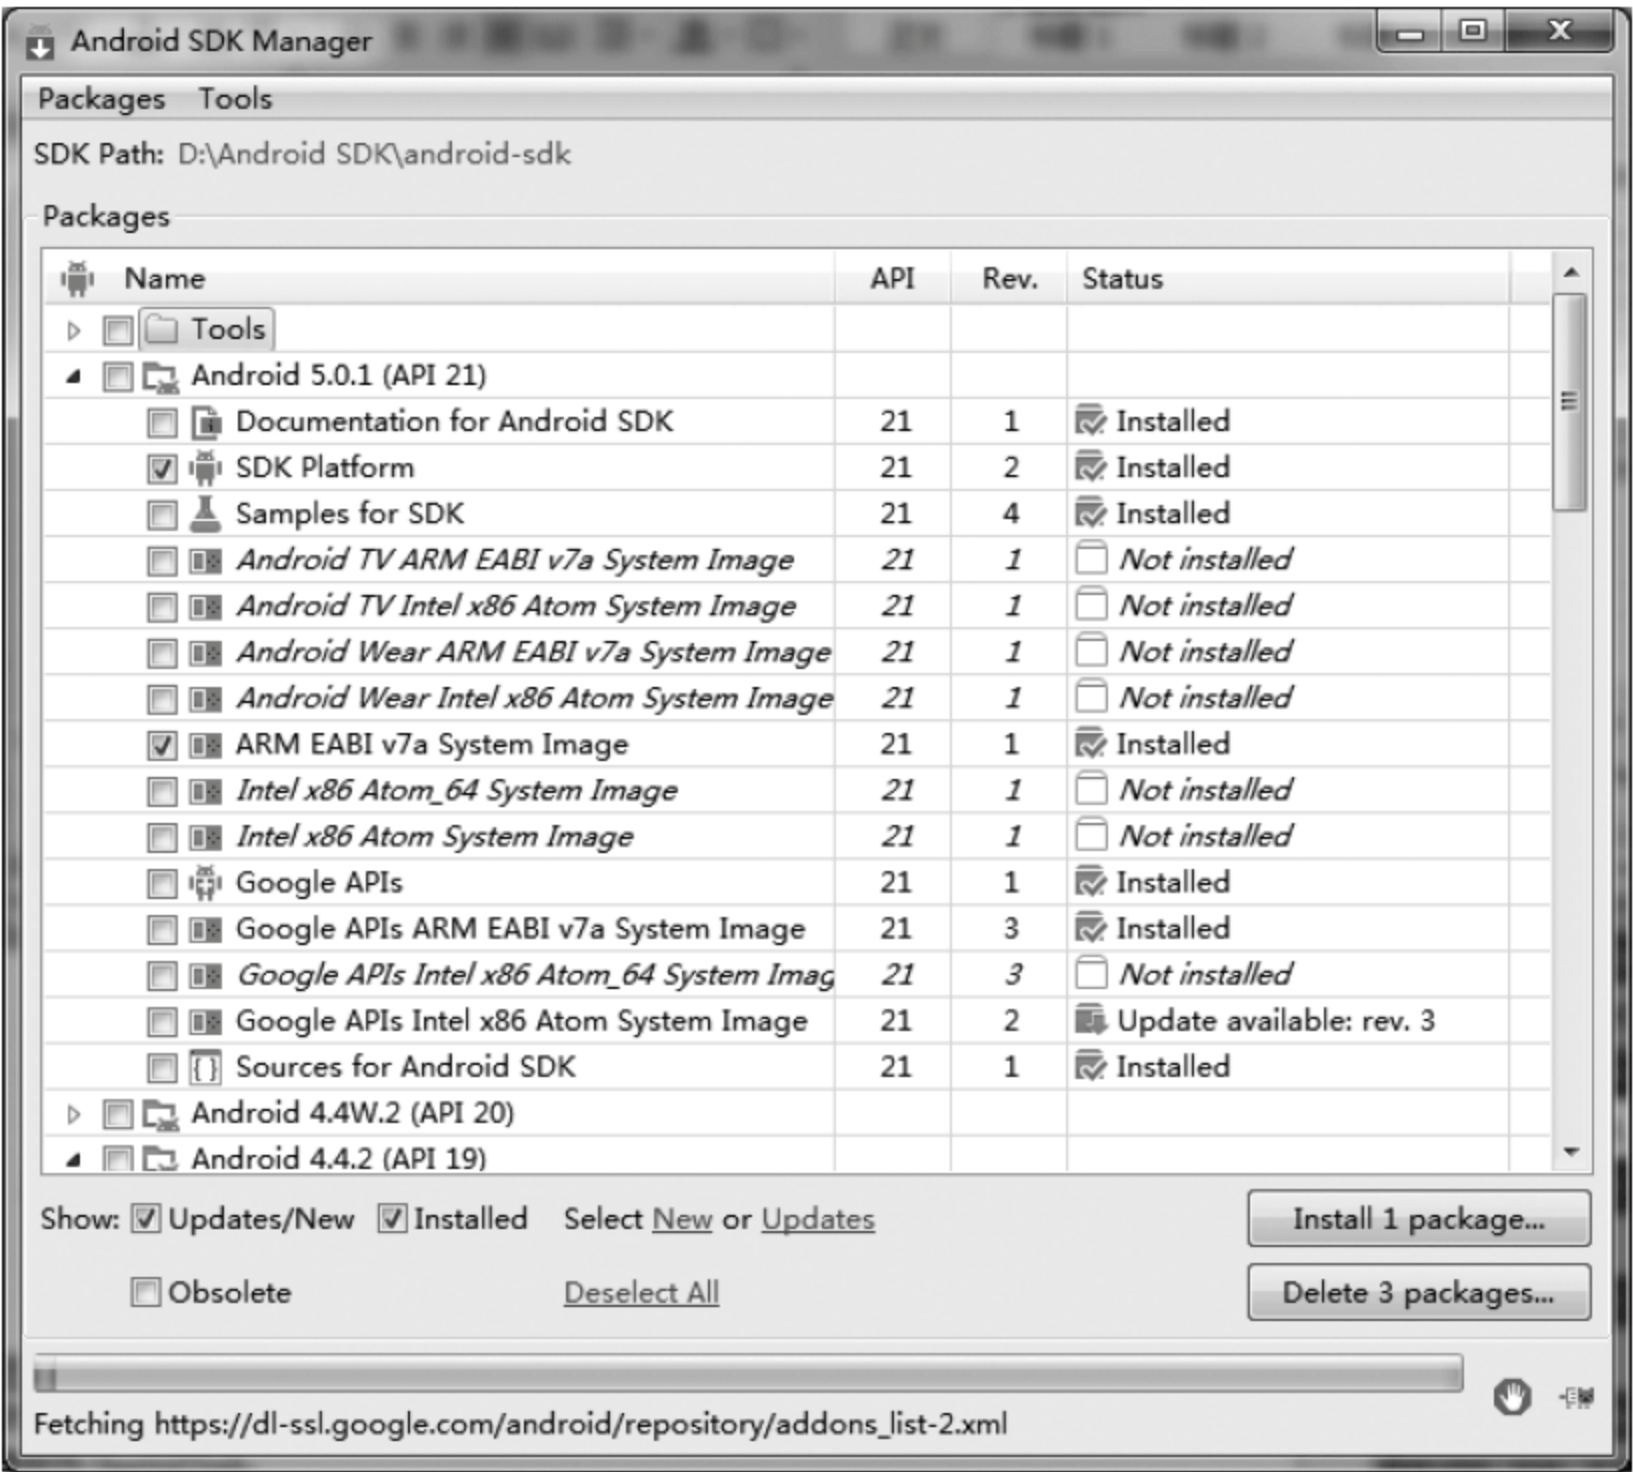 Android SDK Manager
Packages Tools
SDK Path: D:\Android SDK\android-sdk
Packages
Name API Rev. Status
Tools
Android 5.0.1 (API 21)
Documentation for Android SDK 21 1 Installed
SDK Platform 21 2 Installed
Samples for SDK 21 4 Installed
Android TV ARM EABI v7a System Image 21 1 Not installed
Android TV Intel x86 Atom System Image 21 1 Not installed
Android Wear ARM EABI v7a System Image 21 1 Not installed
Android Wear Intel x86 Atom System Image 21 1 Not installed
ARM EABI v7a System Image 21 1 Installed
Intel x86 Atom_64 System Image 21 1 Not installed
Intel x86 Atom System Image 21 1 Not installed
Google APIs 21 1 Installed
Google APIs ARM EABI v7a System Image 21 3 Installed
Google APIs Intel x86 Atom_64 System Imag 21 3 Not installed
Google APIs Intel x86 Atom System Image 21 2 Update available: rev. 3
Sources for Android SDK 21 1 Installed
Android 4.4W.2 (API 20)
Android 4.4.2 (API 19)
Show: Updates/New Installed Select New or Updates Install 1 package...
Obsolete Deselect All Delete 3 packages...
Fetching https://dl-ssl.google.com/android/repository/addons_list-2.xml